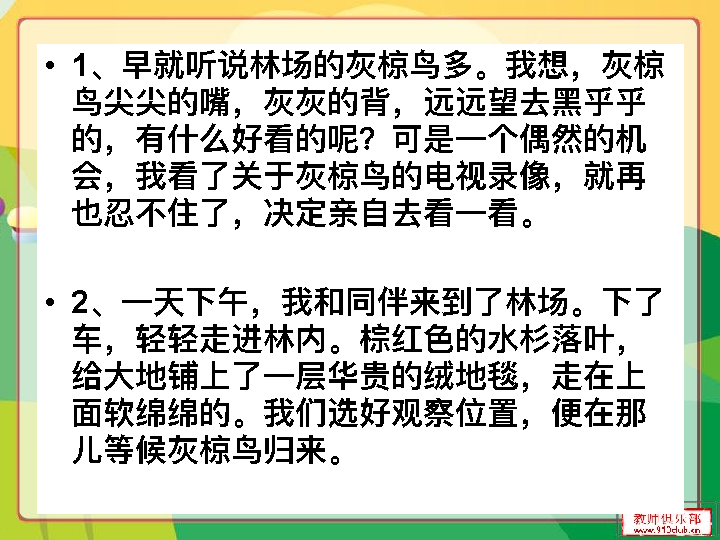 • 1、早就听说林场的灰椋鸟多。我想，灰椋
鸟尖尖的嘴，灰灰的背，远远望去黑乎乎
的，有什么好看的呢？可是一个偶然的机
会，我看了关于灰椋鸟的电视录像，就再
也忍不住了，决定亲自去看一看。
• 2、一天下午，我和同伴来到了林场。下了
车，轻轻走进林内。棕红色的水杉落叶，
给大地铺上了一层华贵的绒地毯，走在上
面软绵绵的。我们选好观察位置，便在那
儿等候灰椋鸟归来。
教师俱乐部
www.913club.cn